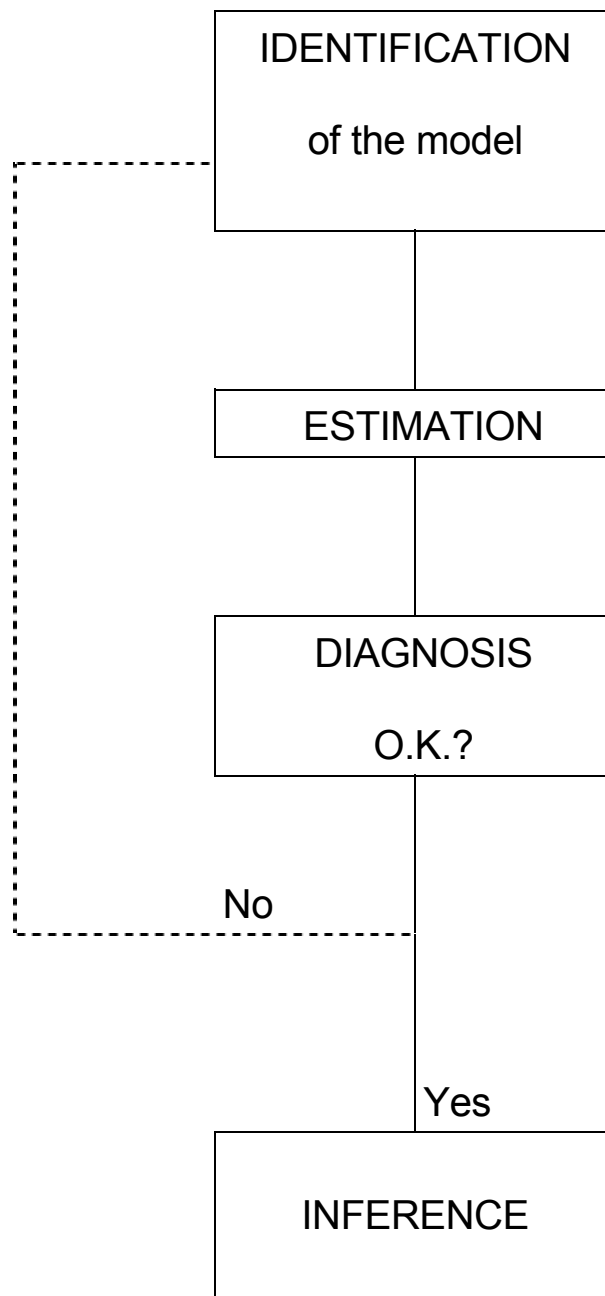 IDENTIFICATION
of the model
ESTIMATION
DIAGNOSIS
O.K.?
No
Yes
INFERENCE